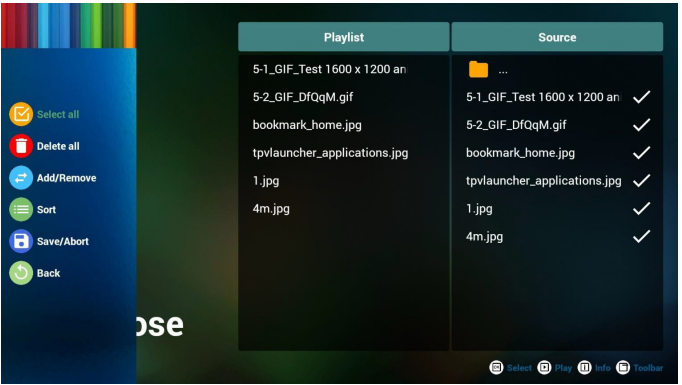 Select all
Delete all
Add/Remove
Sort
Save/Abort
Back
Playlist
5-1_GIF_Test 1600 x 1200 an
5-2_GIF_DfQqM.gif
bookmark_home.jpg
tpvlauncher_applications.jpg
1.jpg
4m.jpg
Source
...
5-1_GIF_Test 1600 x 1200 an
5-2_GIF_DfQqM.gif
bookmark_home.jpg
tpvlauncher_applications.jpg
1.jpg
4m.jpg
ose
Select Play Info Toolbar